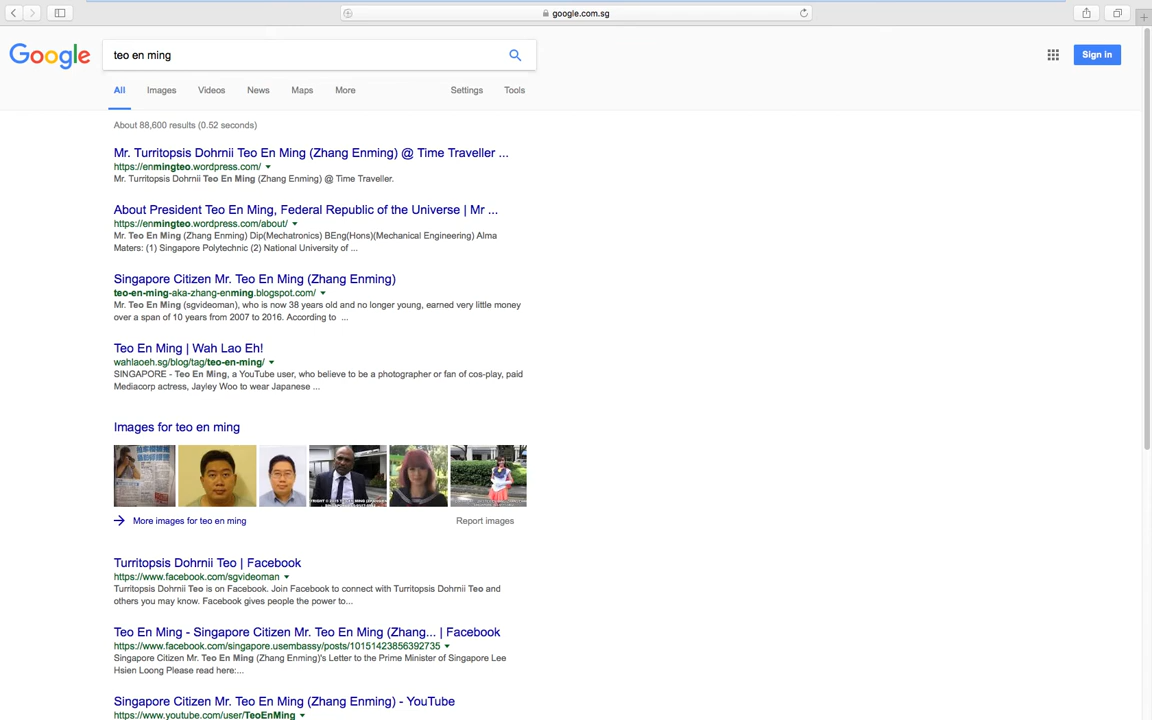 google.com.sg
Google
teo en ming
Sign in
All Images Videos News Maps More Settings Tools
About 88,600 results (0.52 seconds)
Mr. Turritopsis Dohrnii Teo En Ming (Zhang Enming) @ Time Traveller ...
https://enmingteo.wordpress.com/
Mr. Turritopsis Dohrnii Teo En Ming (Zhang Enming) @ Time Traveller.
About President Teo En Ming, Federal Republic of the Universe | Mr ...
https://enmingteo.wordpress.com/about/
Mr. Teo En Ming (Zhang Enming) Dip(Mechatronics) BEng(Hons)(Mechanical Engineering) Alma
Maters: (1) Singapore Polytechnic (2) National University of ...
Singapore Citizen Mr. Teo En Ming (Zhang Enming)
teo-en-ming-aka-zhang-enming.blogspot.com/
Mr. Teo En Ming (sgvideoman), who is now 38 years old and no longer young, earned very little money
over a span of 10 years from 2007 to 2016. According to ...
Teo En Ming | Wah Lao Eh!
wahlaoeh.sg/blog/tag/teo-en-ming/
SINGAPORE - Teo En Ming, a YouTube user, who believe to be a photographer or fan of cos-play, paid
Mediacorp actress, Jayley Woo to wear Japanese ...
Images for teo en ming
More images for teo en ming
Report images
Turritopsis Dohrnii Teo | Facebook
https://www.facebook.com/sgvideoman
Turritopsis Dohrnii Teo is on Facebook. Join Facebook to connect with Turritopsis Dohrnii Teo and
others you may know. Facebook gives people the power to...
Teo En Ming - Singapore Citizen Mr. Teo En Ming (Zhang... | Facebook
https://www.facebook.com/singapore.usembassy/posts/10151423856392735
Singapore Citizen Mr. Teo En Ming (Zhang Enming)'s Letter to the Prime Minister of Singapore Lee
Hsien Loong Please read here:...
Singapore Citizen Mr. Teo En Ming (Zhang Enming) - YouTube
https://www.youtube.com/user/TeoEnMing